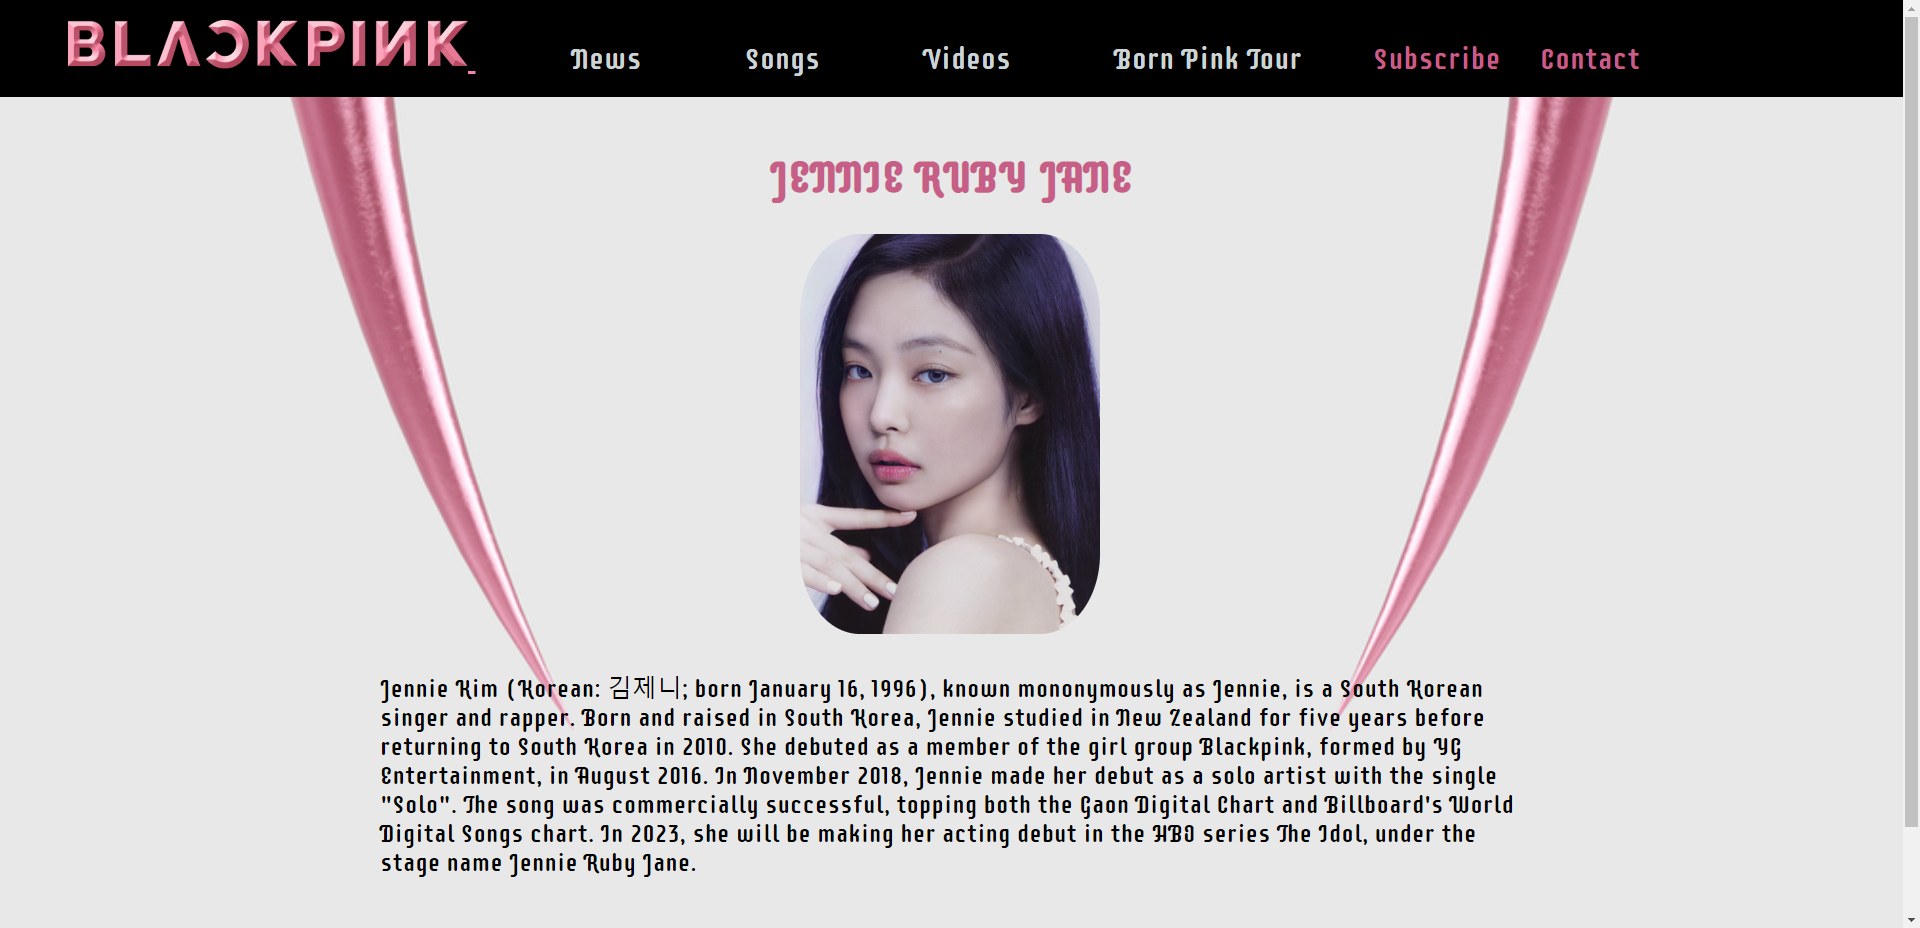 BLACKPINK
News Songs Videos Born Pink Tour Subscribe Contact
JENNIE RUBY JANE
Jennie Kim (Korean: 김제니; born January 16, 1996), known mononymously as Jennie, is a South Korean
singer and rapper. Born and raised in South Korea, Jennie studied in New Zealand for five years before
returning to South Korea in 2010. She debuted as a member of the girl group Blackpink, formed by YG
Entertainment, in August 2016. In November 2018, Jennie made her debut as a solo artist with the single
"Solo". The song was commercially successful, topping both the Gaon Digital Chart and Billboard's World
Digital Songs chart. In 2023, she will be making her acting debut in the HBO series The Idol, under the
stage name Jennie Ruby Jane.